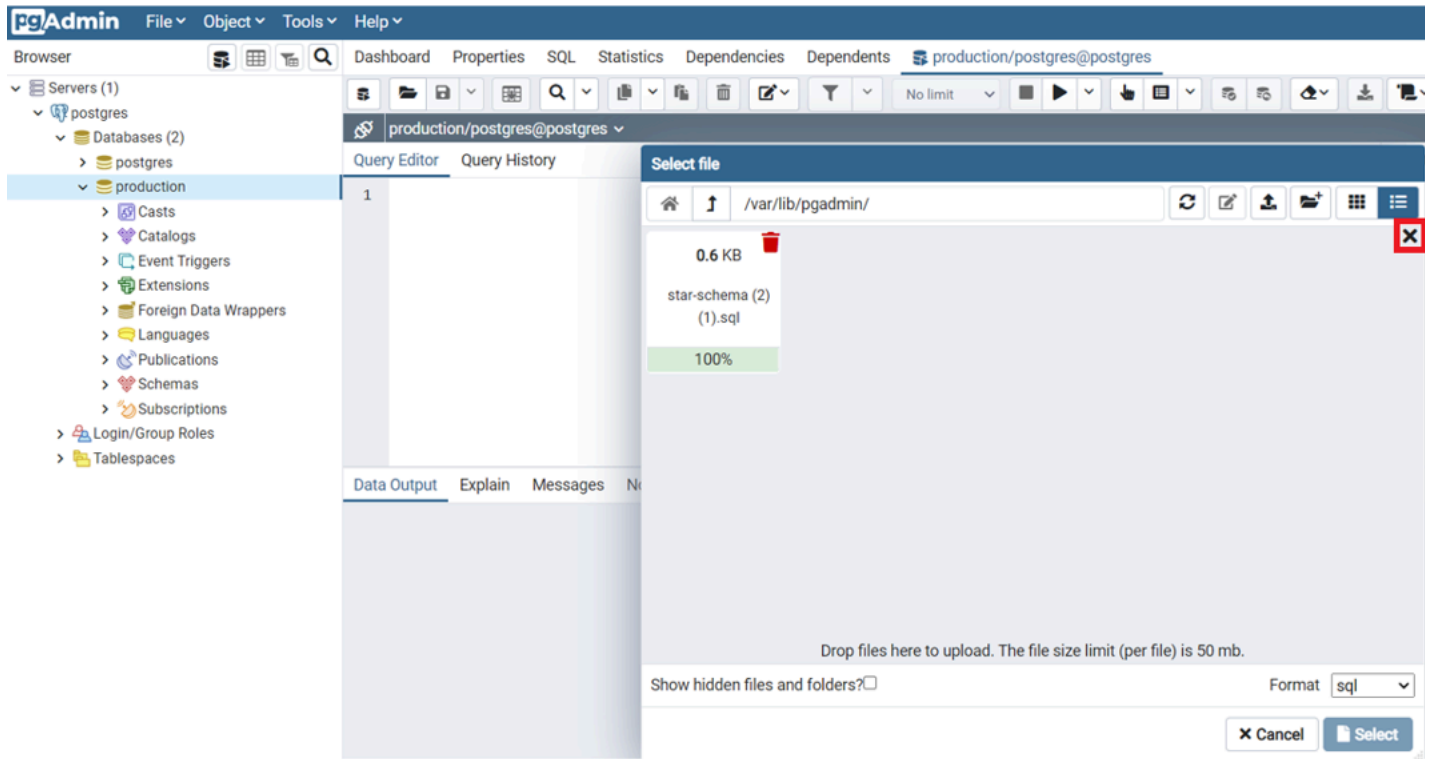 pgAdmin File Object Tools Help
Browser
Dashboard Properties SQL Statistics Dependencies Dependents production/postgres@postgres
Servers (1)
postgres
Databases (2)
postgres
production
Casts
Catalogs
Event Triggers
Extensions
Foreign Data Wrappers
Languages
Publications
Schemas
Subscriptions
Login/Group Roles
Tablespaces
No limit
production/postgres@postgres
Query Editor Query History
1
Data Output Explain Messages No
Select file
/var/lib/pgadmin/
0.6 KB
star-schema (2)
(1).sql
100%
Drop files here to upload. The file size limit (per file) is 50 mb.
Show hidden files and folders?
Format sql
Cancel Select